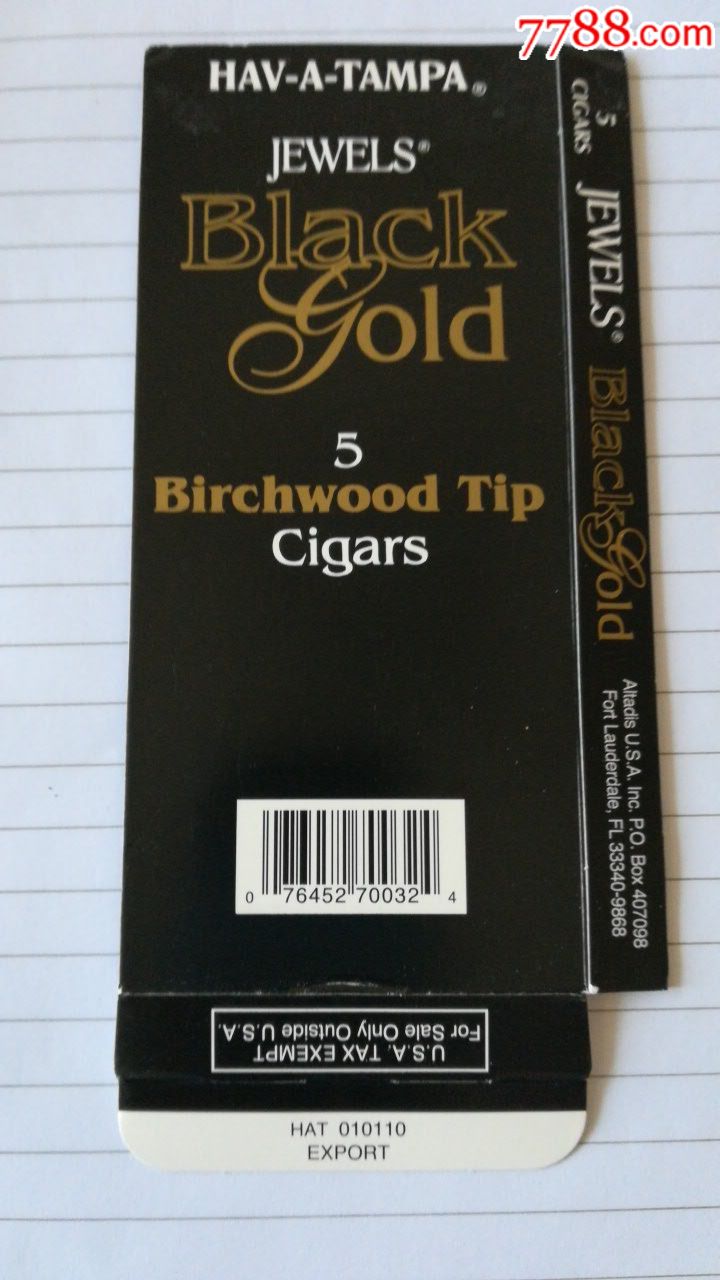 7788.com
HAV-A-TAMPA®
JEWELS®
Black
Gold
5
Birchwood Tip
Cigars
0 76452 70032 4
U.S.A. TAX EXEMPT
For Sale Only Outside U.S.A.
HAT 010110
EXPORT
5
CIGARS
JEWELS®
Black
Gold
Altadis U.S.A. Inc. P.O. Box 407098
Fort Lauderdale, FL 33340-9868